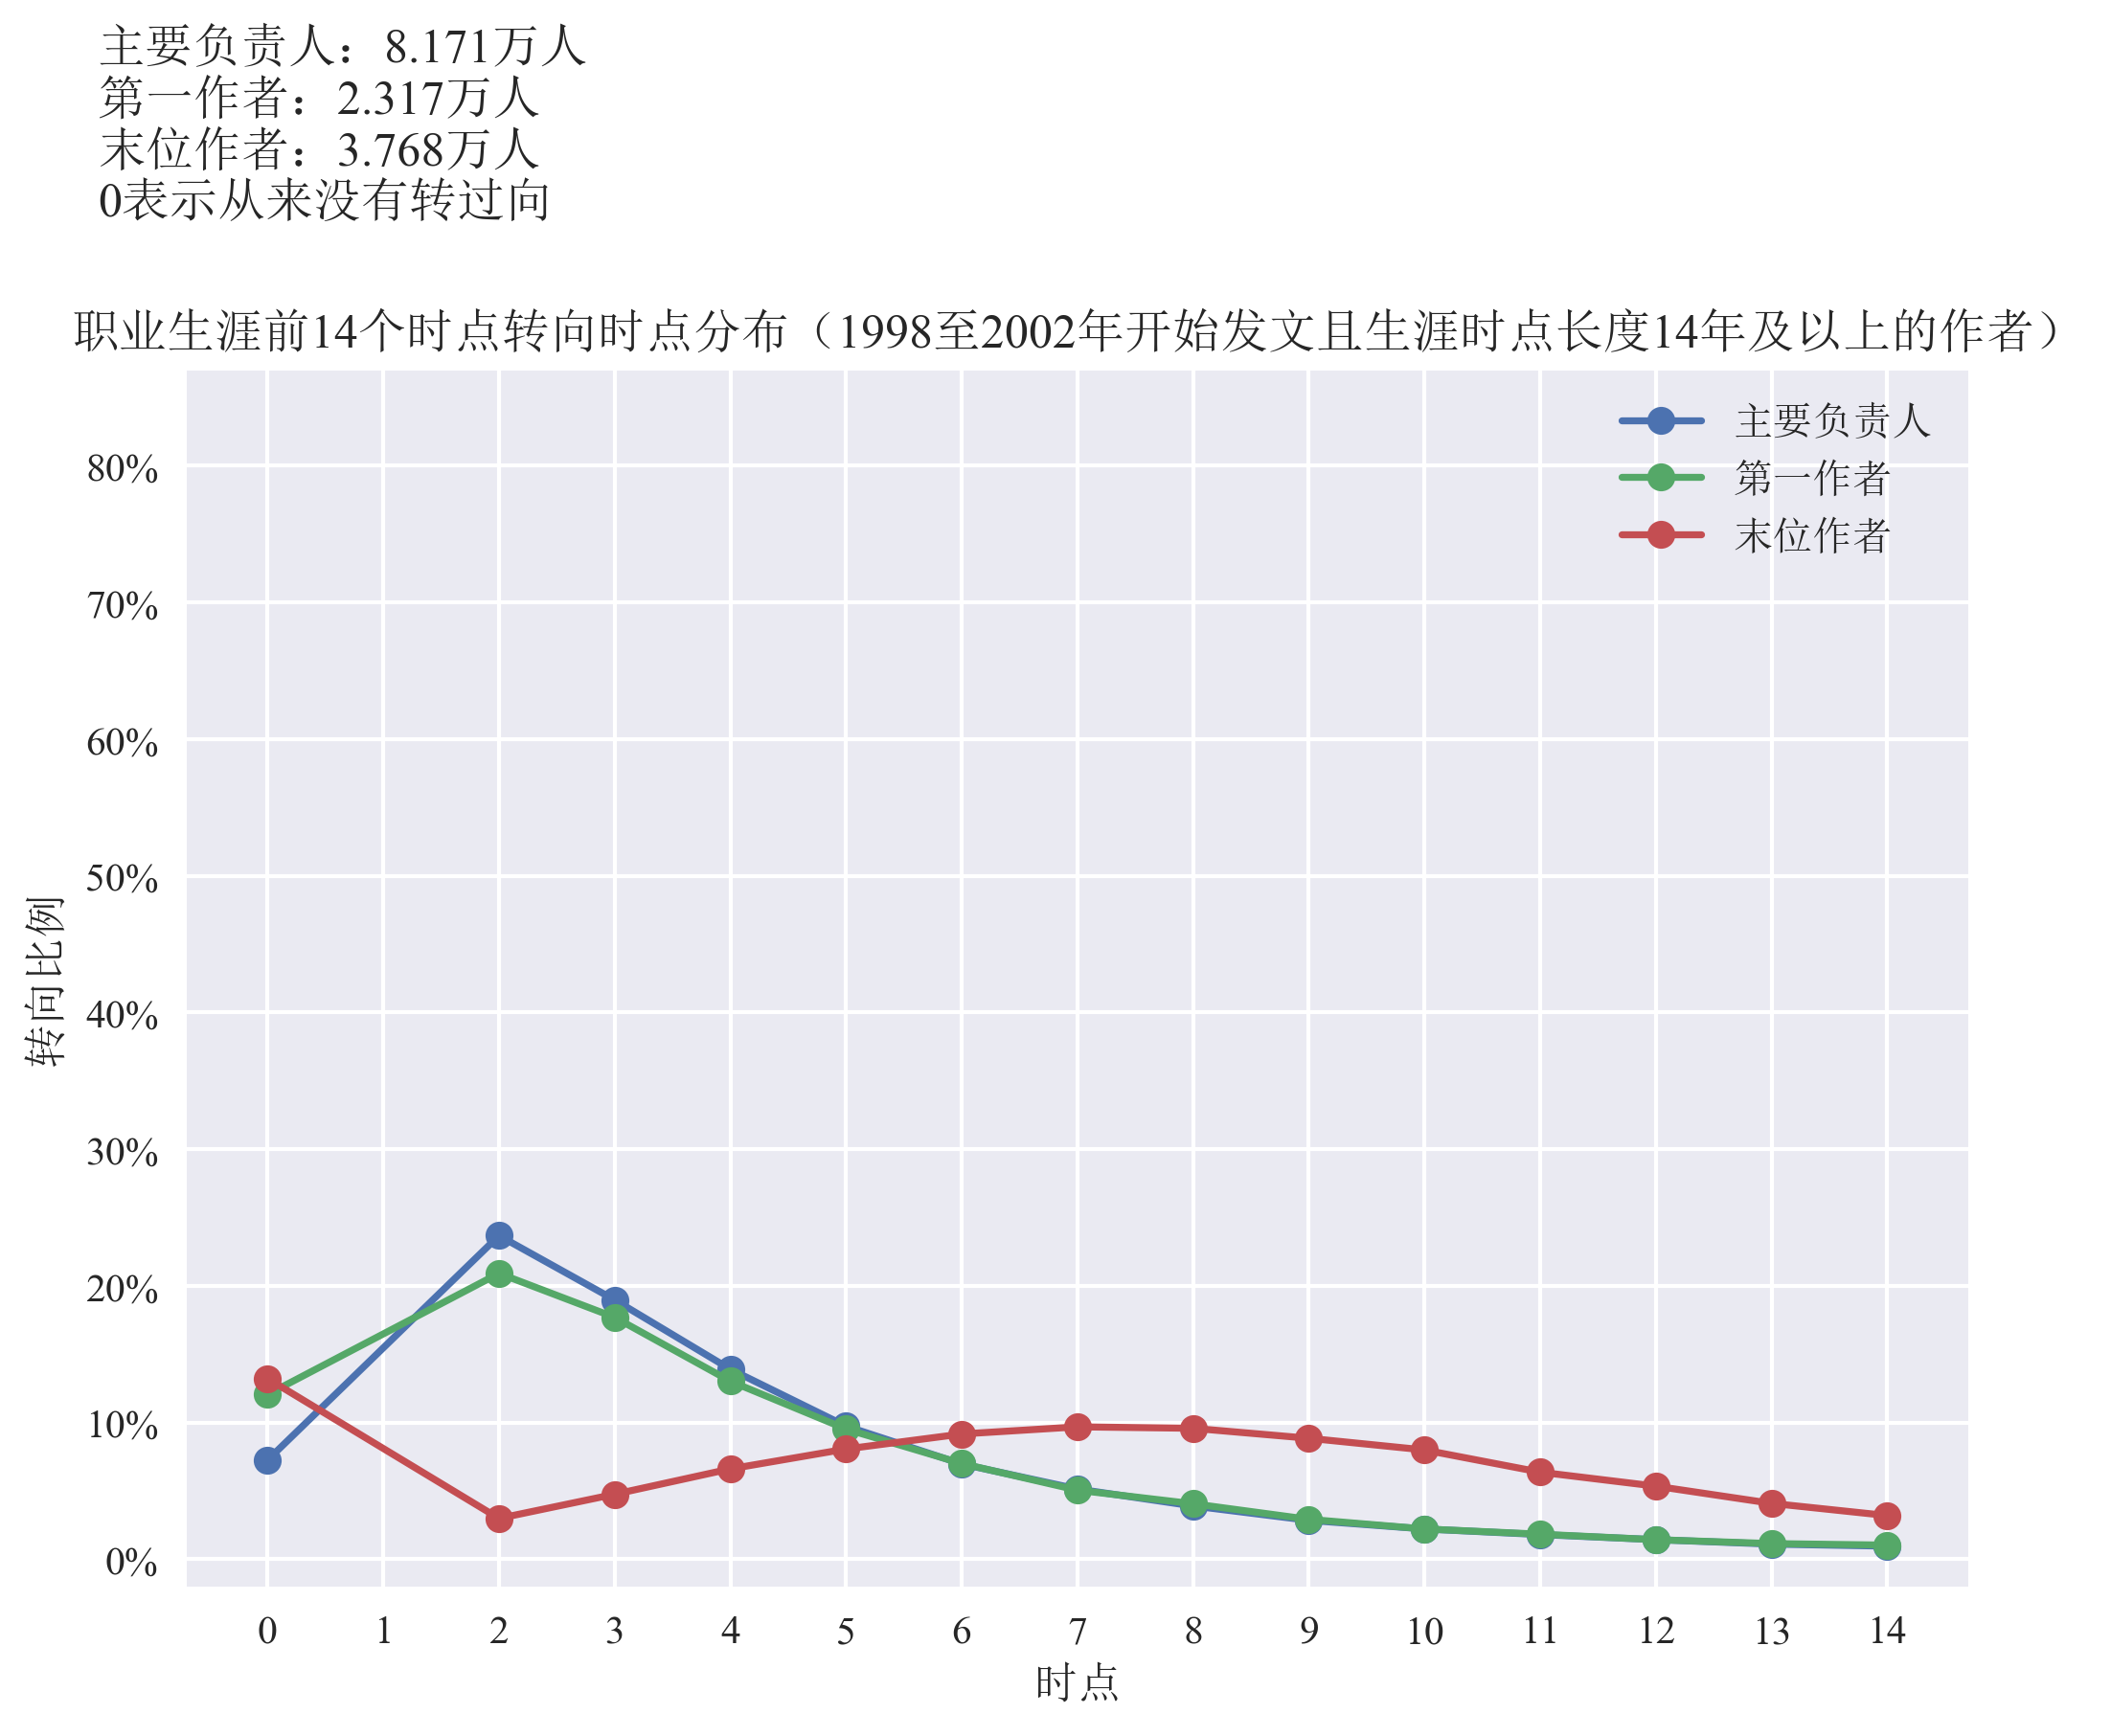 主要负责人：8.171万人
第一作者：2.317万人
末位作者：3.768万人
0表示从来没有转过向
职业生涯前14个时点转向时点分布（1998至2002年开始发文且生涯时点长度14年及以上的作者）
主要负责人
第一作者
末位作者
80%
70%
60%
50%
40%
30%
20%
10%
0%
转向比例
0 1 2 3 4 5 6 7 8 9 10 11 12 13 14
时点